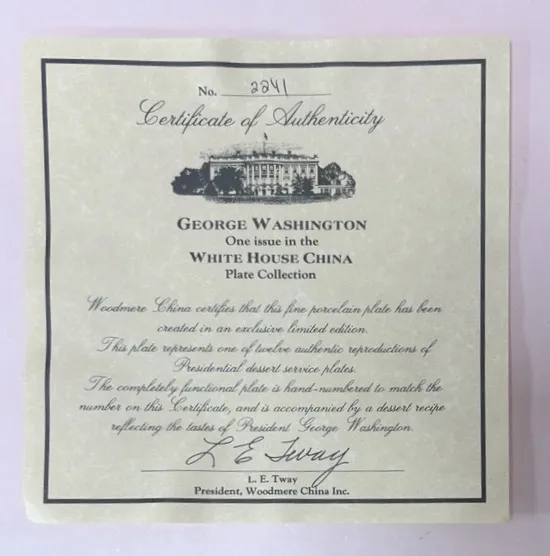 No. 2241
Certificate of Authenticity
GEORGE WASHINGTON
One issue in the
WHITE HOUSE CHINA
Plate Collection
Woodmere China certifies that this fine porcelain plate has been
created in an exclusive limited edition.
This plate represents one of twelve authentic reproductions of
Presidential dessert service plates.
The completely functional plate is hand-numbered to match the
number on this Certificate, and is accompanied by a dessert recipe
reflecting the tastes of President George Washington.
L E Tway
L. E. Tway
President, Woodmere China Inc.